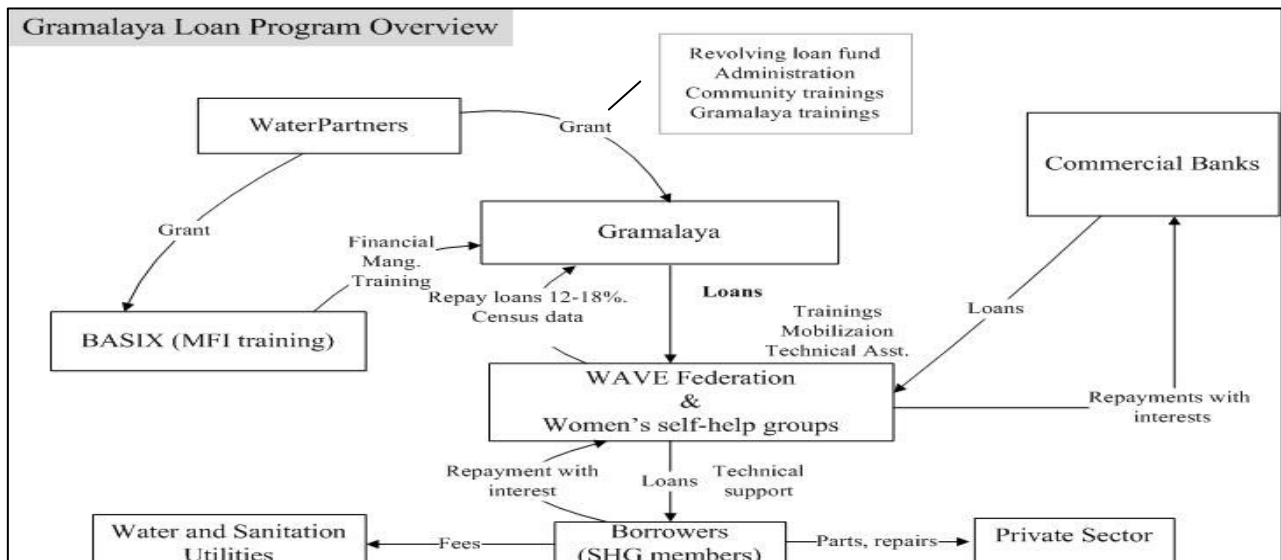 Gramalaya Loan Program Overview
Revolving loan fund
Administration
Community trainings
Gramalaya trainings
WaterPartners
Grant
Commercial Banks
Grant
Gramalaya
Financial
Mang.
Training
Repay loans 12-18%.
Census data
Loans
Trainings
Mobilizaion
Technical Asst.
Loans
BASIX (MFI training)
WAVE Federation
&
Women's self-help groups
Repayments with
interests
Repayment with
interest
Loans
Technical
support
Water and Sanitation
Utilities
Fees
Borrowers
(SHG members)
Parts, repairs
Private Sector